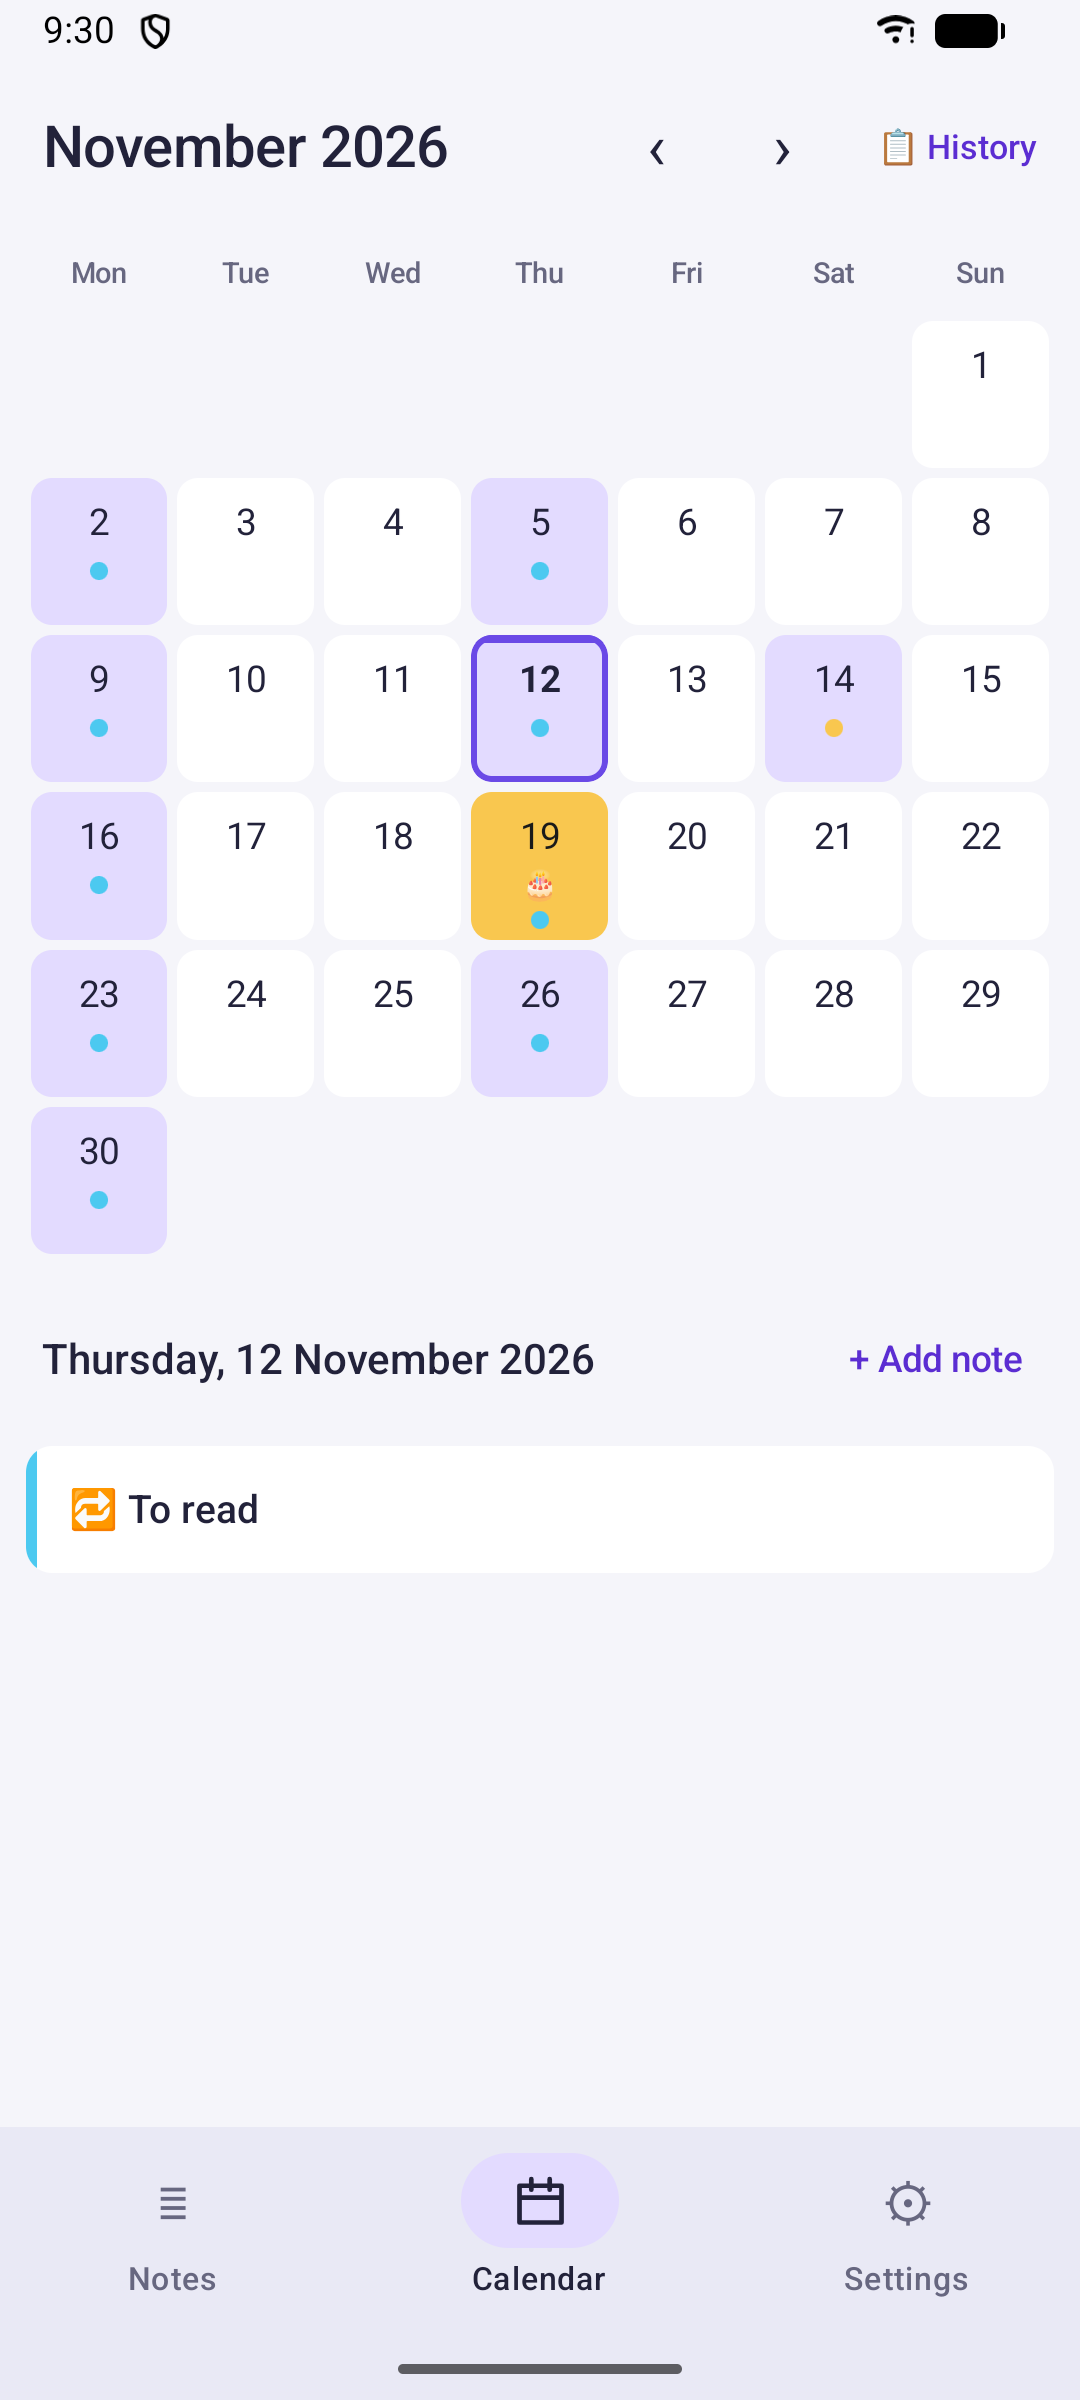 9:30
November 2026
‹ ›
📋 History
Mon Tue Wed Thu Fri Sat Sun
1
2 3 4 5 6 7 8
9 10 11 12 13 14 15
16 17 18 19 20 21 22
23 24 25 26 27 28 29
30
Thursday, 12 November 2026
+ Add note
🔁 To read
Notes Calendar Settings